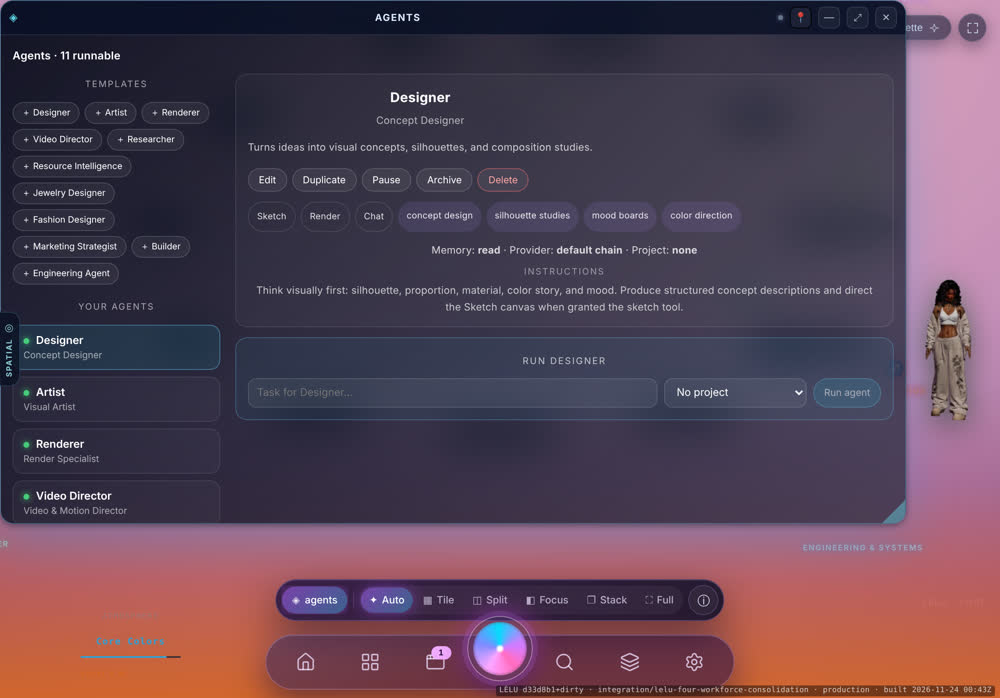 AGENTS
ette
Agents · 11 runnable
TEMPLATES
+ Designer
+ Artist
+ Renderer
+ Video Director
+ Researcher
+ Resource Intelligence
+ Jewelry Designer
+ Fashion Designer
+ Marketing Strategist
+ Builder
+ Engineering Agent
YOUR AGENTS
Designer
Concept Designer
Artist
Visual Artist
Renderer
Render Specialist
Video Director
Video & Motion Director
SPATIAL
Designer
Concept Designer
Turns ideas into visual concepts, silhouettes, and composition studies.
Edit
Duplicate
Pause
Archive
Delete
Sketch
Render
Chat
concept design
silhouette studies
mood boards
color direction
Memory: read · Provider: default chain · Project: none
INSTRUCTIONS
Think visually first: silhouette, proportion, material, color story, and mood. Produce structured concept descriptions and direct
the Sketch canvas when granted the sketch tool.
RUN DESIGNER
Task for Designer...
No project
Run agent
ER
ENGINEERING & SYSTEMS
agents
Auto
Tile
Split
Focus
Stack
Full
1
LELU d33d8b1+dirty · integration/lelu-four-workforce-consolidation · production · built 2026-11-24 00:43Z